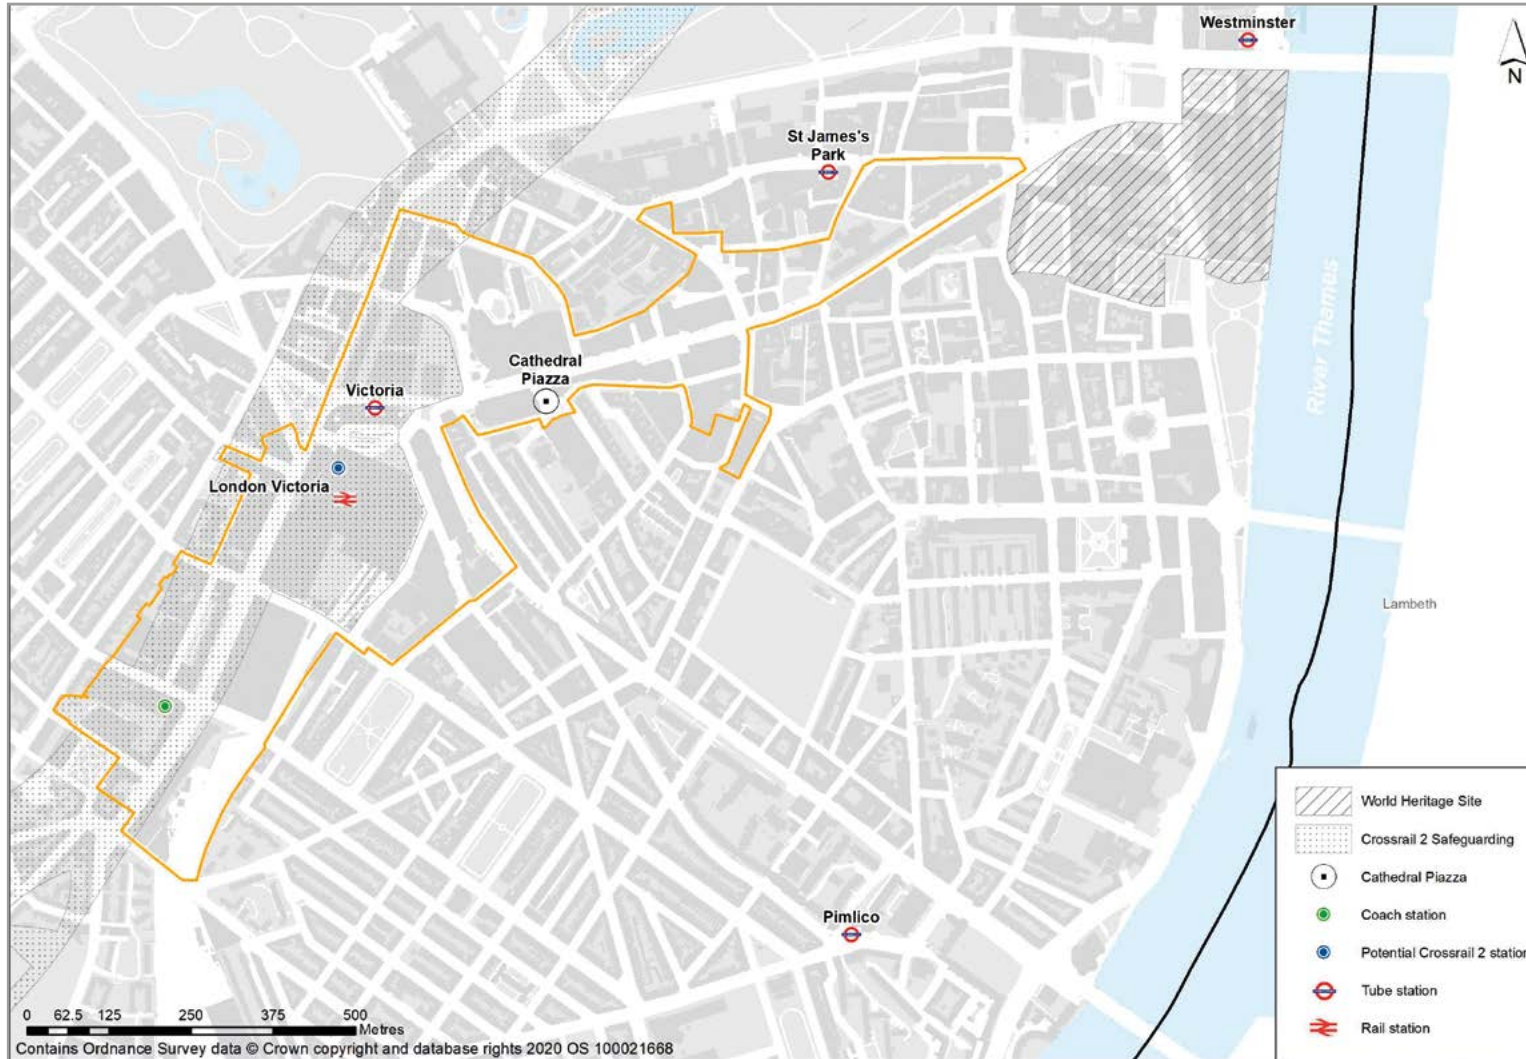 Westminster
N
St James's
Park
Cathedral
Piazza
Victoria
London Victoria
River Thames
Lambeth
Pimlico
World Heritage Site
Crossrail 2 Safeguarding
Cathedral Piazza
Coach station
Potential Crossrail 2 station
Tube station
Rail station
0 62.5 125 250 375 500
Metres
Contains Ordnance Survey data © Crown copyright and database rights 2020 OS 100021668